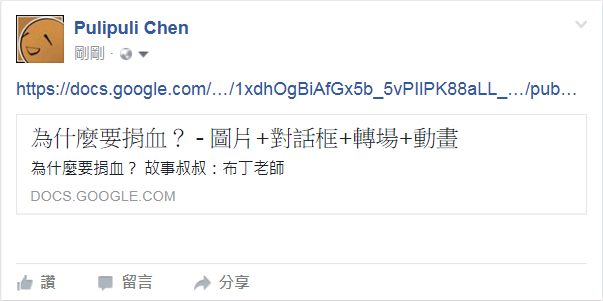 Pulipuli Chen
剛剛 ·
https://docs.google.com/…/1xdhOgBiAfGx5b_5vPIlPK88aLL_…/pub…
為什麼要捐血？ - 圖片+對話框+轉場+動畫
為什麼要捐血？ 故事叔叔：布丁老師
DOCS.GOOGLE.COM
讚 留言 分享